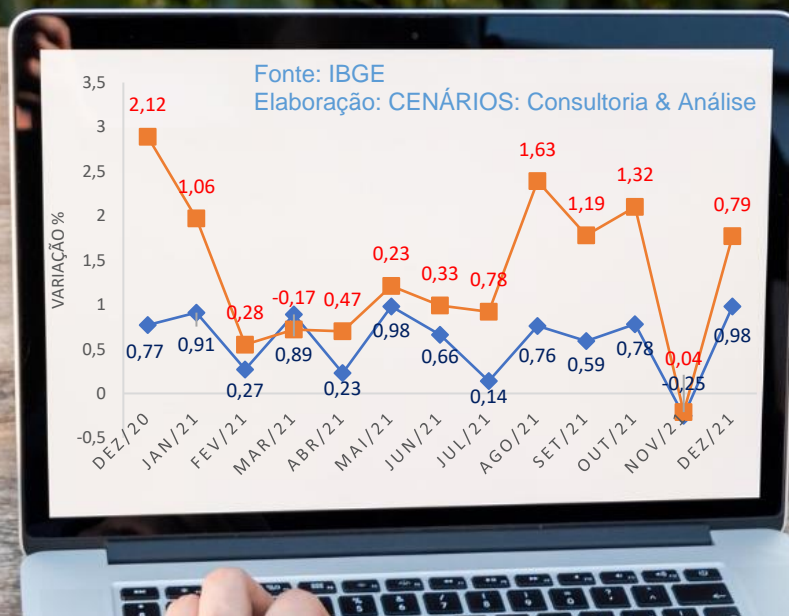 Fonte: IBGE
Elaboração: CENÁRIOS: Consultoria & Análise
VARIAÇÃO %
3,5
3
2,5
2
1,5
1
0,5
0
-0,5
2,12
1,06
0,28
-0,17
0,47
0,23
0,33
0,78
1,63
1,19
1,32
0,04
0,79
0,77
0,91
0,27
0,89
0,23
0,98
0,66
0,14
0,76
0,59
0,78
-0,25
0,98
DEZ/20
JAN/21
FEV/21
MAR/21
ABR/21
MAI/21
JUN/21
JUL/21
AGO/21
SET/21
OUT/21
NOV/21
DEZ/21